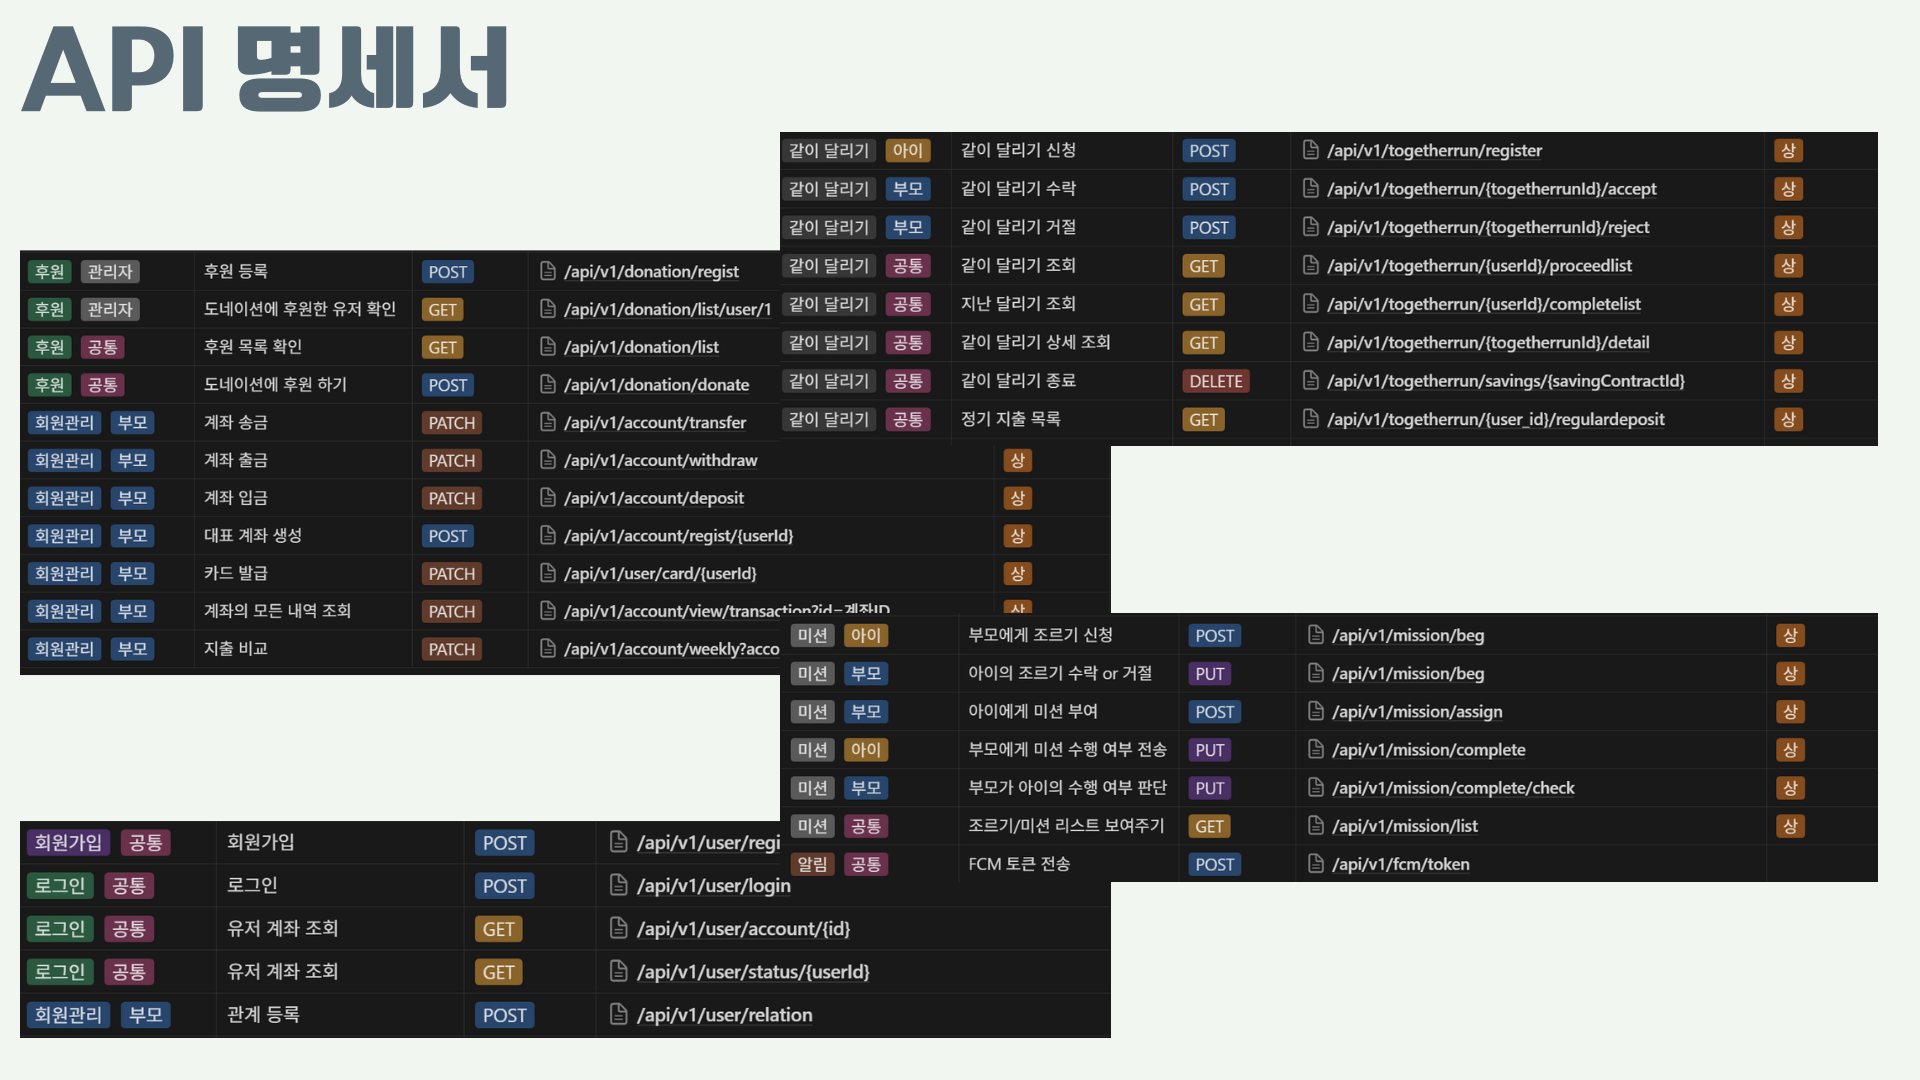 API 명세서
후원 관리자 후원 등록 POST /api/v1/donation/regist
후원 관리자 도네이션에 후원한 유저 확인 GET /api/v1/donation/list/user/1
후원 공통 후원 목록 확인 GET /api/v1/donation/list
후원 공통 도네이션에 후원 하기 POST /api/v1/donation/donate
회원관리 부모 계좌 송금 PATCH /api/v1/account/transfer
회원관리 부모 계좌 출금 PATCH /api/v1/account/withdraw 상
회원관리 부모 계좌 입금 PATCH /api/v1/account/deposit 상
회원관리 부모 대표 계좌 생성 POST /api/v1/account/regist/{userId} 상
회원관리 부모 카드 발급 PATCH /api/v1/user/card/{userId} 상
회원관리 부모 계좌의 모든 내역 조회 PATCH /api/v1/account/view/transaction?id=계좌ID 상
회원관리 부모 지출 비교 PATCH /api/v1/account/weekly?acco
같이 달리기 아이 같이 달리기 신청 POST /api/v1/togetherrun/register 상
같이 달리기 부모 같이 달리기 수락 POST /api/v1/togetherrun/{togetherrunId}/accept 상
같이 달리기 부모 같이 달리기 거절 POST /api/v1/togetherrun/{togetherrunId}/reject 상
같이 달리기 공통 같이 달리기 조회 GET /api/v1/togetherrun/{userId}/proceedlist 상
같이 달리기 공통 지난 달리기 조회 GET /api/v1/togetherrun/{userId}/completelist 상
같이 달리기 공통 같이 달리기 상세 조회 GET /api/v1/togetherrun/{togetherrunId}/detail 상
같이 달리기 공통 같이 달리기 종료 DELETE /api/v1/togetherrun/savings/{savingContractId} 상
같이 달리기 공통 정기 지출 목록 GET /api/v1/togetherrun/{user_id}/regulardeposit 상
미션 아이 부모에게 조르기 신청 POST /api/v1/mission/beg 상
미션 부모 아이의 조르기 수락 or 거절 PUT /api/v1/mission/beg 상
미션 부모 아이에게 미션 부여 POST /api/v1/mission/assign 상
미션 아이 부모에게 미션 수행 여부 전송 PUT /api/v1/mission/complete 상
미션 부모 부모가 아이의 수행 여부 판단 PUT /api/v1/mission/complete/check 상
미션 공통 조르기/미션 리스트 보여주기 GET /api/v1/mission/list 상
알림 공통 FCM 토큰 전송 POST /api/v1/fcm/token
회원가입 공통 회원가입 POST /api/v1/user/regi
로그인 공통 로그인 POST /api/v1/user/login
로그인 공통 유저 계좌 조회 GET /api/v1/user/account/{id}
로그인 공통 유저 계좌 조회 GET /api/v1/user/status/{userId}
회원관리 부모 관계 등록 POST /api/v1/user/relation